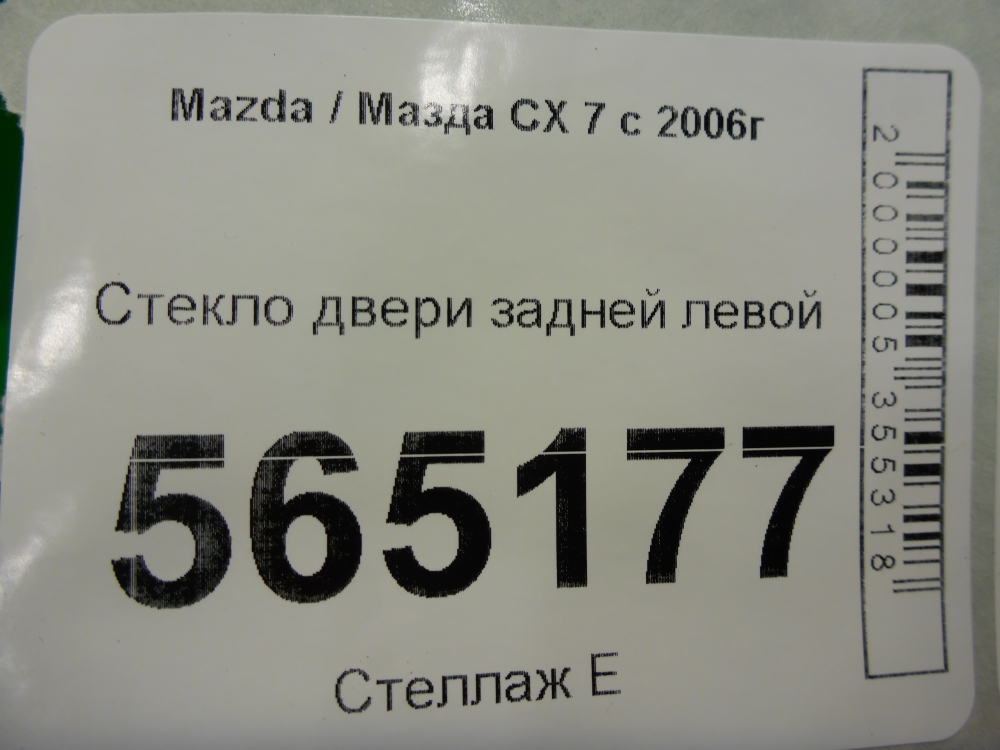 Mazda / Мазда CX 7 с 2006г
Стекло двери задней левой
565177
Стеллаж Е
2000005355318